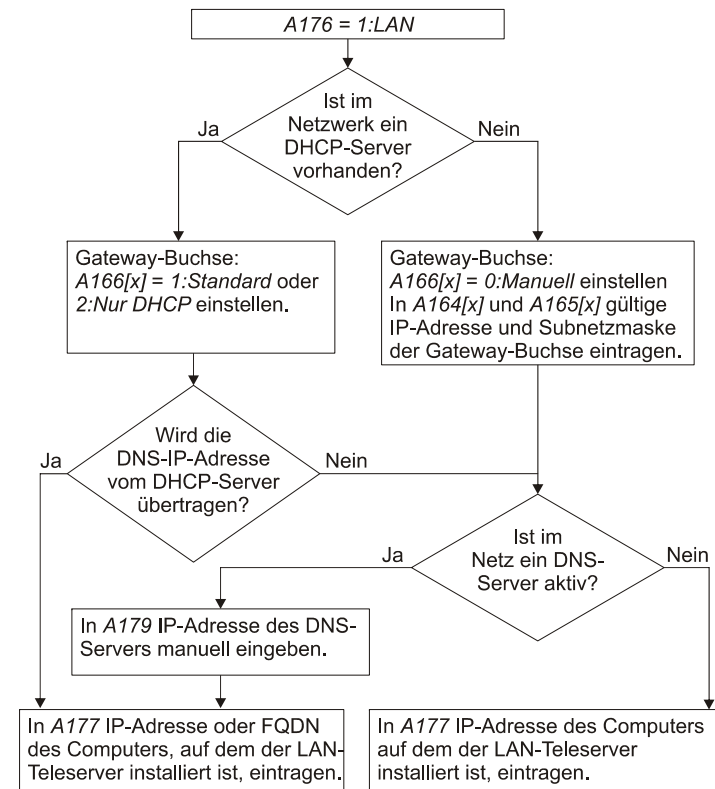 A176 = 1:LAN
Ist im
Netzwerk ein
DHCP-Server
vorhanden?
Ja
Nein
Gateway-Buchse:
A166[x] = 1:Standard oder
2:Nur DHCP einstellen.
Gateway-Buchse:
A166[x] = 0:Manuell einstellen
In A164[x] und A165[x] gültige
IP-Adresse und Subnetzmaske
der Gateway-Buchse eintragen.
Wird die
DNS-IP-Adresse
vom DHCP-Server
übertragen?
Ja
Nein
Ist im
Netz ein DNS-
Server aktiv?
Ja
Nein
In A179 IP-Adresse des DNS-
Servers manuell eingeben.
In A177 IP-Adresse oder FQDN
des Computers, auf dem der LAN-
Teleserver installiert ist, eintragen.
In A177 IP-Adresse des Computers
auf dem der LAN-Teleserver
installiert ist, eintragen.